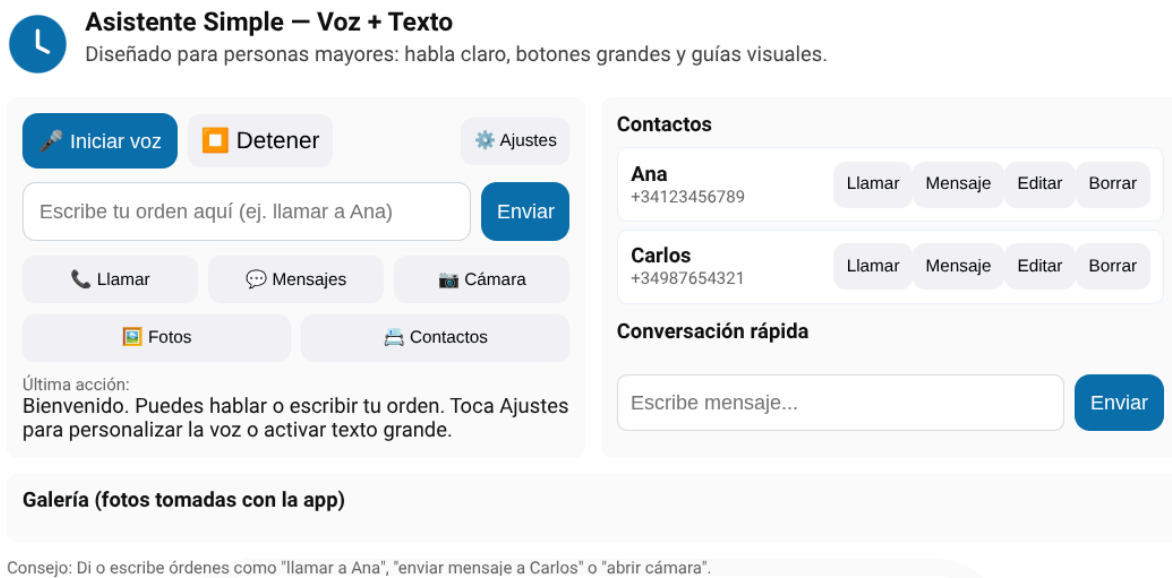 Asistente Simple — Voz + Texto
Diseñado para personas mayores: habla claro, botones grandes y guías visuales.
🎤 Iniciar voz
⏹️ Detener
⚙️ Ajustes
Escribe tu orden aquí (ej. llamar a Ana)
Enviar
📞 Llamar
💬 Mensajes
📷 Cámara
🖼️ Fotos
📇 Contactos
Última acción:
Bienvenido. Puedes hablar o escribir tu orden. Toca Ajustes
para personalizar la voz o activar texto grande.
Contactos
Ana
+34123456789
Llamar Mensaje Editar Borrar
Carlos
+34987654321
Llamar Mensaje Editar Borrar
Conversación rápida
Escribe mensaje...
Enviar
Galería (fotos tomadas con la app)
Consejo: Di o escribe órdenes como "llamar a Ana", "enviar mensaje a Carlos" o "abrir cámara".